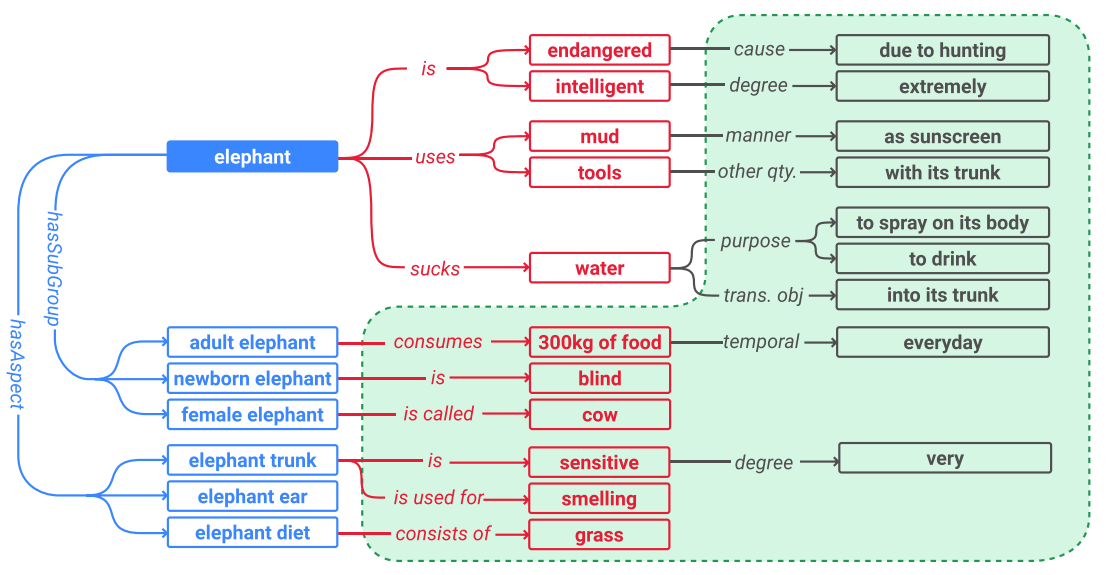 endangered cause due to hunting
is
intelligent degree extremely
mud manner as sunscreen
elephant uses
tools other qty. with its trunk
to spray on its body
purpose
to drink
sucks water
trans. obj into its trunk
hasSubGroup
hasAspect
adult elephant consumes 300kg of food temporal everyday
newborn elephant is blind
female elephant is called cow
elephant trunk is sensitive degree very
elephant ear is used for smelling
elephant diet consists of grass